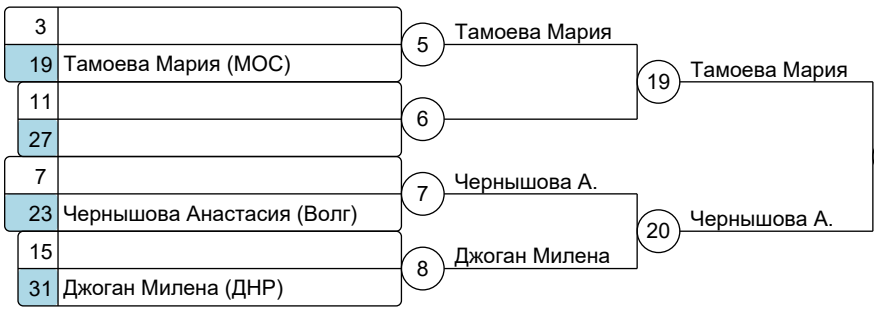 3
19 Тамоева Мария (МОС)
5 Тамоева Мария
11
27
6
19 Тамоева Мария
7
23 Чернышова Анастасия (Волг)
7 Чернышова А.
15
31 Джоган Милена (ДНР)
8 Джоган Милена
20 Чернышова А.